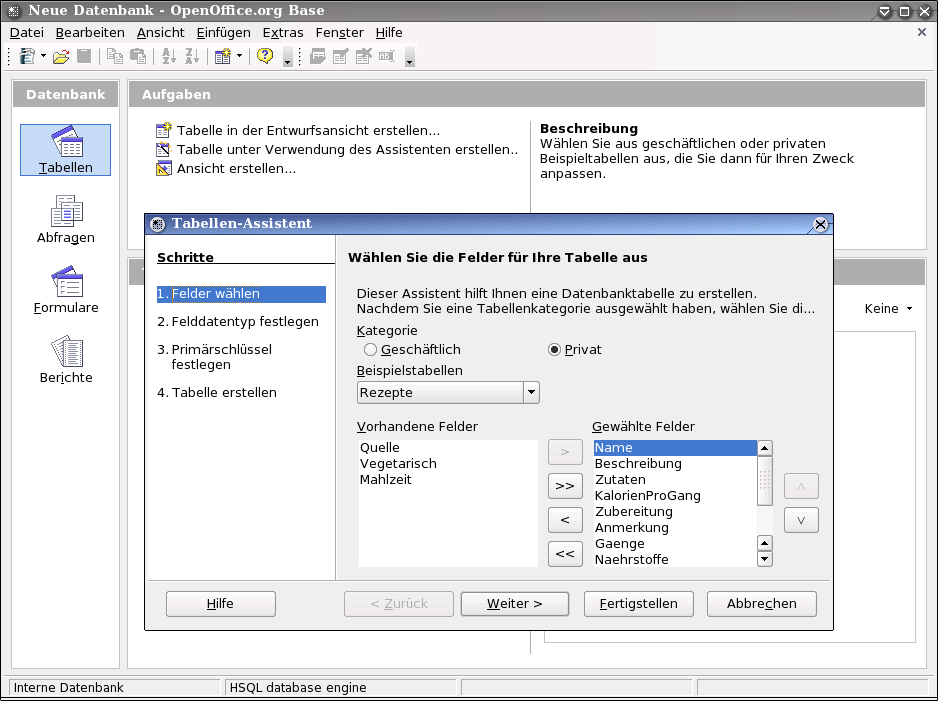 Neue Datenbank - OpenOffice.org Base
Datei Bearbeiten Ansicht Einfügen Extras Fenster Hilfe
Datenbank
Tabellen
Abfragen
Formulare
Berichte
Aufgaben
Tabelle in der Entwurfsansicht erstellen...
Tabelle unter Verwendung des Assistenten erstellen..
Ansicht erstellen...
Beschreibung
Wählen Sie aus geschäftlichen oder privaten
Beispieltabellen aus, die Sie dann für Ihren Zweck
anpassen.
Keine
Tabellen-Assistent
Schritte
1. Felder wählen
2. Felddatentyp festlegen
3. Primärschlüssel
festlegen
4. Tabelle erstellen
Wählen Sie die Felder für Ihre Tabelle aus
Dieser Assistent hilft Ihnen eine Datenbanktabelle zu erstellen.
Nachdem Sie eine Tabellenkategorie ausgewählt haben, wählen Sie di...
Kategorie
Geschäftlich
Privat
Beispielstabellen
Rezepte
Vorhandene Felder
Quelle
Vegetarisch
Mahlzeit
>
>>
<
<<
Gewählte Felder
Name
Beschreibung
Zutaten
KalorienProGang
Zubereitung
Anmerkung
Gaenge
Naehrstoffe
Hilfe
< Zurück
Weiter >
Fertigstellen
Abbrechen
Interne Datenbank
HSQL database engine